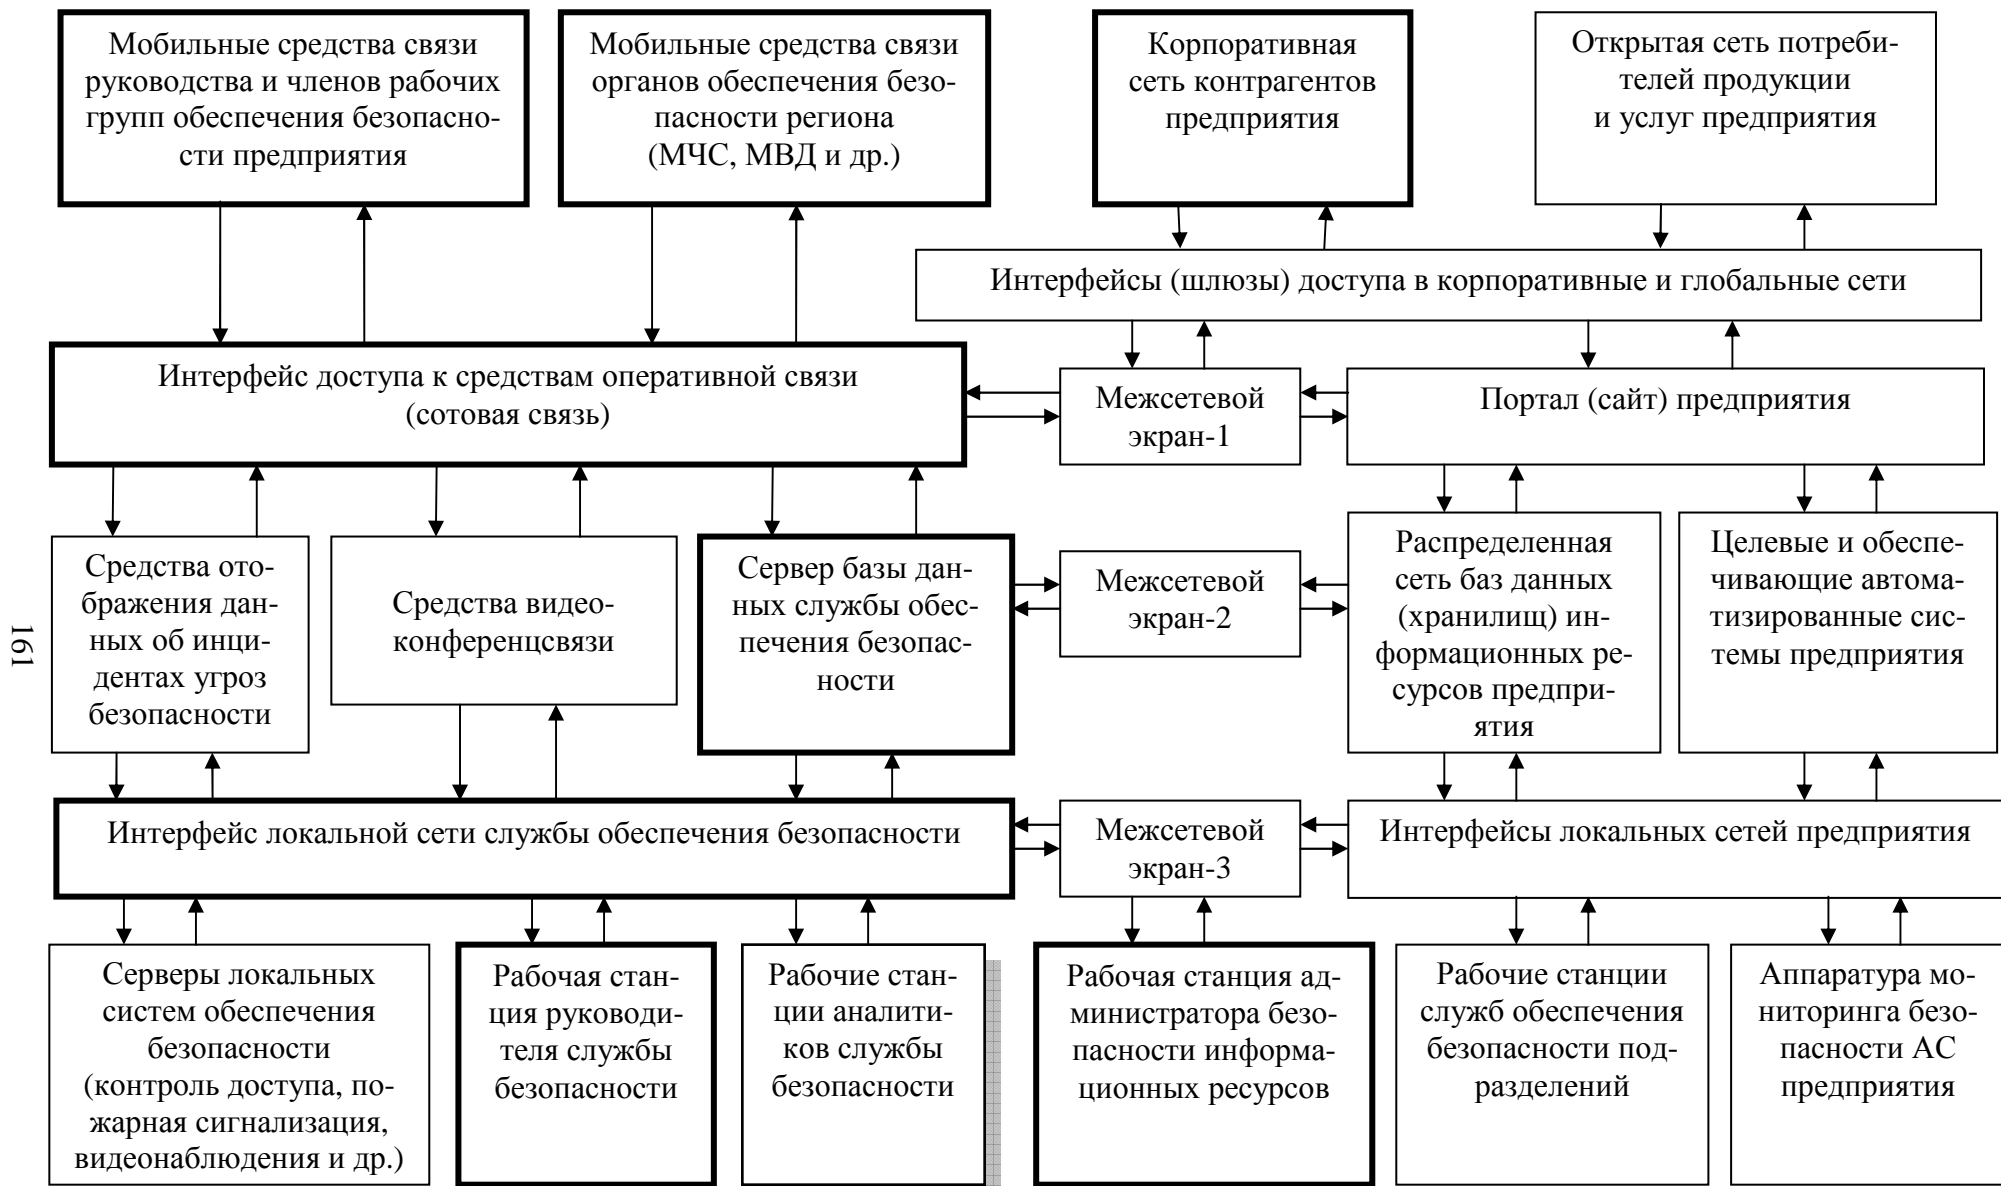 Мобильные средства связи
руководства и членов рабочих
групп обеспечения безопасно-
сти предприятия
Мобильные средства связи
органов обеспечения безо-
пасности региона
(МЧС, МВД и др.)
Корпоративная
сеть контрагентов
предприятия
Открытая сеть потреби-
телей продукции
и услуг предприятия
Интерфейсы (шлюзы) доступа в корпоративные и глобальные сети
Интерфейс доступа к средствам оперативной связи
(сотовая связь)
Межсетевой
экран-1
Портал (сайт) предприятия
Средства ото-
бражения дан-
ных об инци-
дентах угроз
безопасности
Средства видео-
конференцсвязи
Сервер базы дан-
ных службы обес-
печения безопас-
ности
Межсетевой
экран-2
Распределенная
сеть баз данных
(хранилищ) ин-
формационных ре-
сурсов предпри-
ятия
Целевые и обеспе-
чивающие автома-
тизированные сис-
темы предприятия
161
Интерфейс локальной сети службы обеспечения безопасности
Межсетевой
экран-3
Интерфейсы локальных сетей предприятия
Серверы локальных
систем обеспечения
безопасности
(контроль доступа, по-
жарная сигнализация,
видеонаблюдения и др.)
Рабочая стан-
ция руководи-
теля службы
безопасности
Рабочие стан-
ции аналити-
ков службы
безопасности
Рабочая станция ад-
министратора безо-
пасности информа-
ционных ресурсов
Рабочие станции
служб обеспечения
безопасности под-
разделений
Аппаратура мо-
ниторинга безо-
пасности АС
предприятия